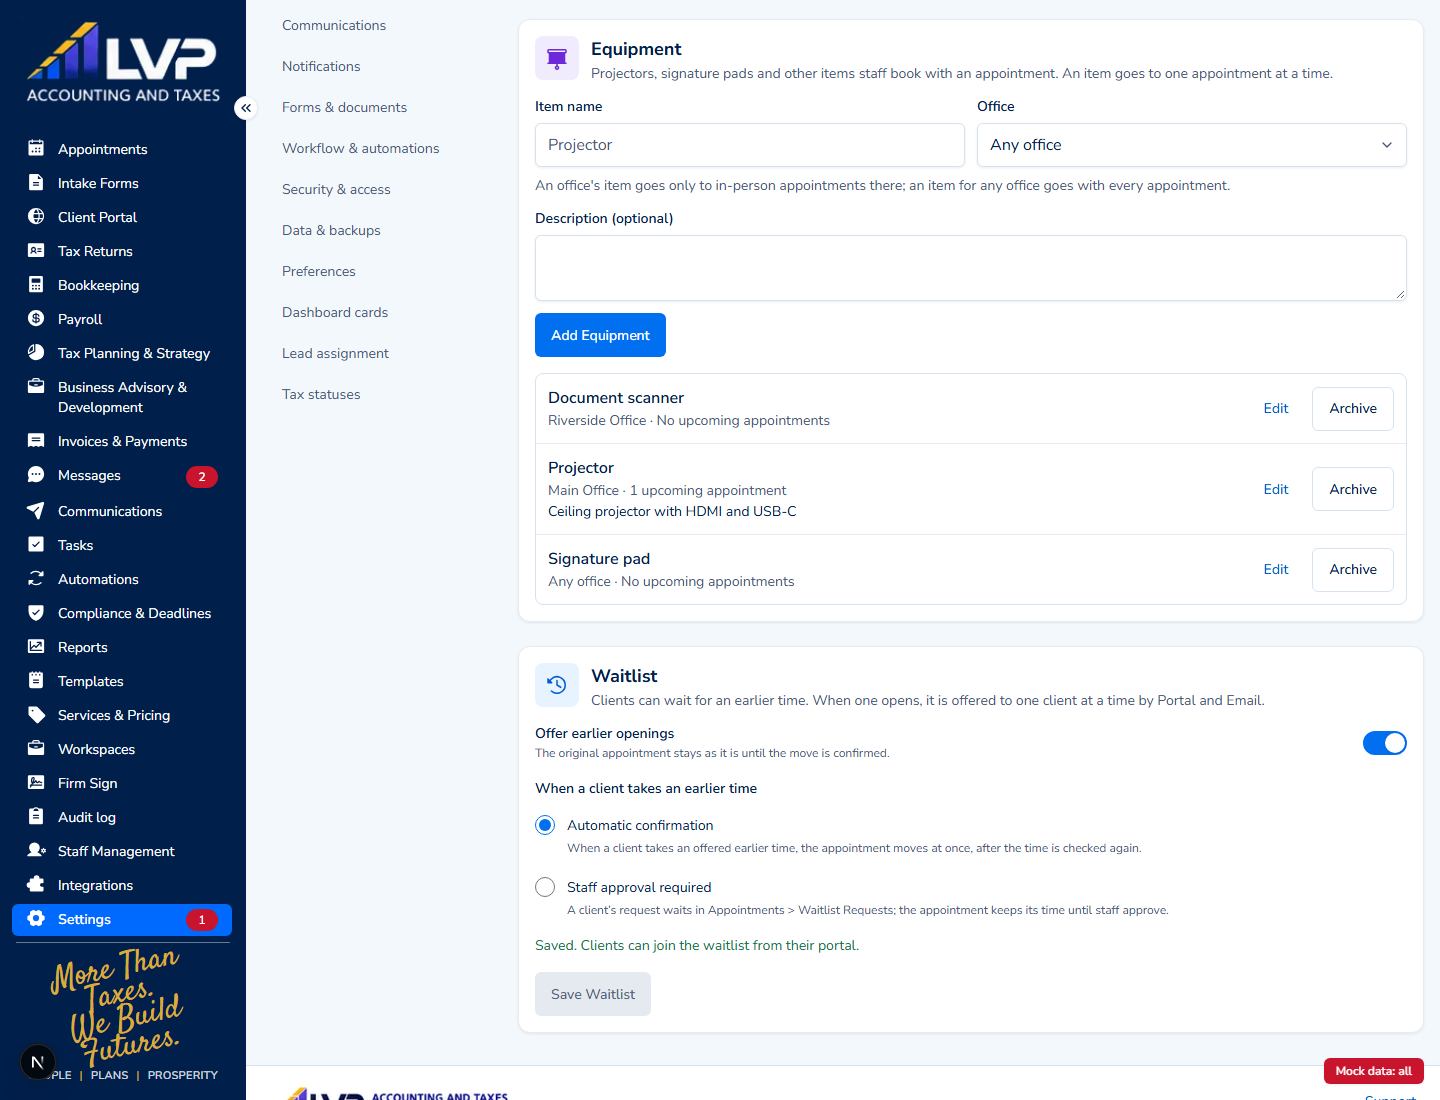 LVP
ACCOUNTING AND TAXES
Appointments
Intake Forms
Client Portal
Tax Returns
Bookkeeping
Payroll
Tax Planning & Strategy
Business Advisory &
Development
Invoices & Payments
Messages 2
Communications
Tasks
Automations
Compliance & Deadlines
Reports
Templates
Services & Pricing
Workspaces
Firm Sign
Audit log
Staff Management
Integrations
Settings 1
More Than
Taxes.
We Build
Futures.
N
PLE | PLANS | PROSPERITY
Communications
Notifications
Forms & documents
Workflow & automations
Security & access
Data & backups
Preferences
Dashboard cards
Lead assignment
Tax statuses
Equipment
Projectors, signature pads and other items staff book with an appointment. An item goes to one appointment at a time.
Item name
Office
Projector
Any office
An office's item goes only to in-person appointments there; an item for any office goes with every appointment.
Description (optional)
Add Equipment
Document scanner
Riverside Office · No upcoming appointments
Edit
Archive
Projector
Main Office · 1 upcoming appointment
Ceiling projector with HDMI and USB-C
Edit
Archive
Signature pad
Any office · No upcoming appointments
Edit
Archive
Waitlist
Clients can wait for an earlier time. When one opens, it is offered to one client at a time by Portal and Email.
Offer earlier openings
The original appointment stays as it is until the move is confirmed.
When a client takes an earlier time
Automatic confirmation
When a client takes an offered earlier time, the appointment moves at once, after the time is checked again.
Staff approval required
A client's request waits in Appointments > Waitlist Requests; the appointment keeps its time until staff approve.
Saved. Clients can join the waitlist from their portal.
Save Waitlist
Mock data: all
LVP ACCOUNTING AND TAXES
Support